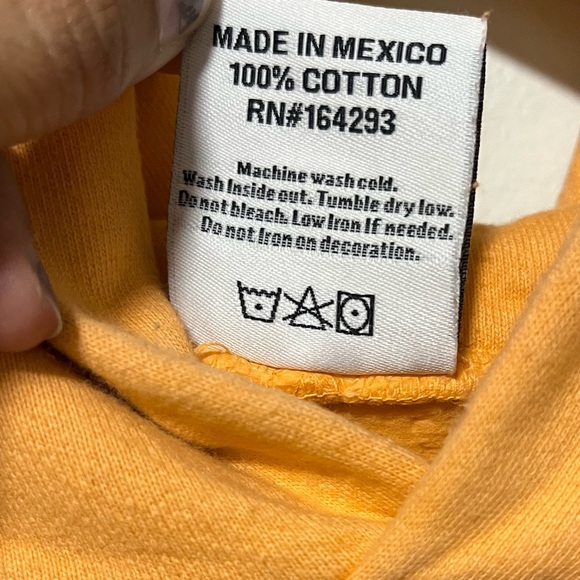 MADE IN MEXICO
100% COTTON
RN#164293
Machine wash cold.
Wash Inside out. Tumble dry low.
Do not bleach. Low Iron If needed.
Do not Iron on decoration.